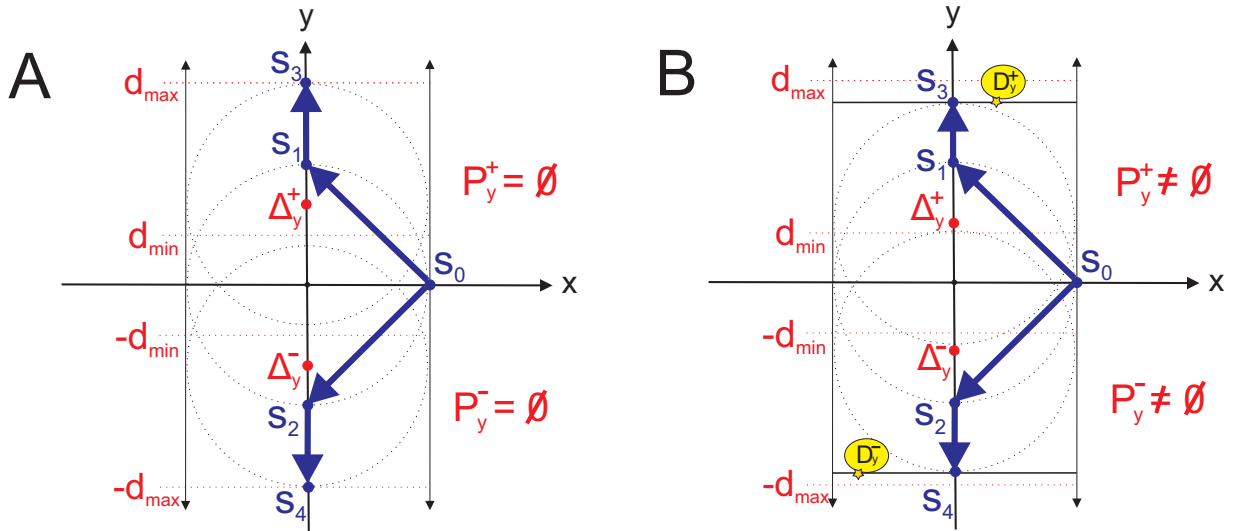 A
y
S3
dmax
S1
Py+ = ∅
Δy+
dmin
S0
x
-dmin
Δy-
Py- = ∅
S2
-dmax
S4
B
y
Dy+
dmax
S3
S1
Py+ ≠ ∅
Δy+
dmin
S0
x
-dmin
Δy-
Py- ≠ ∅
S2
Dy-
-dmax
S4